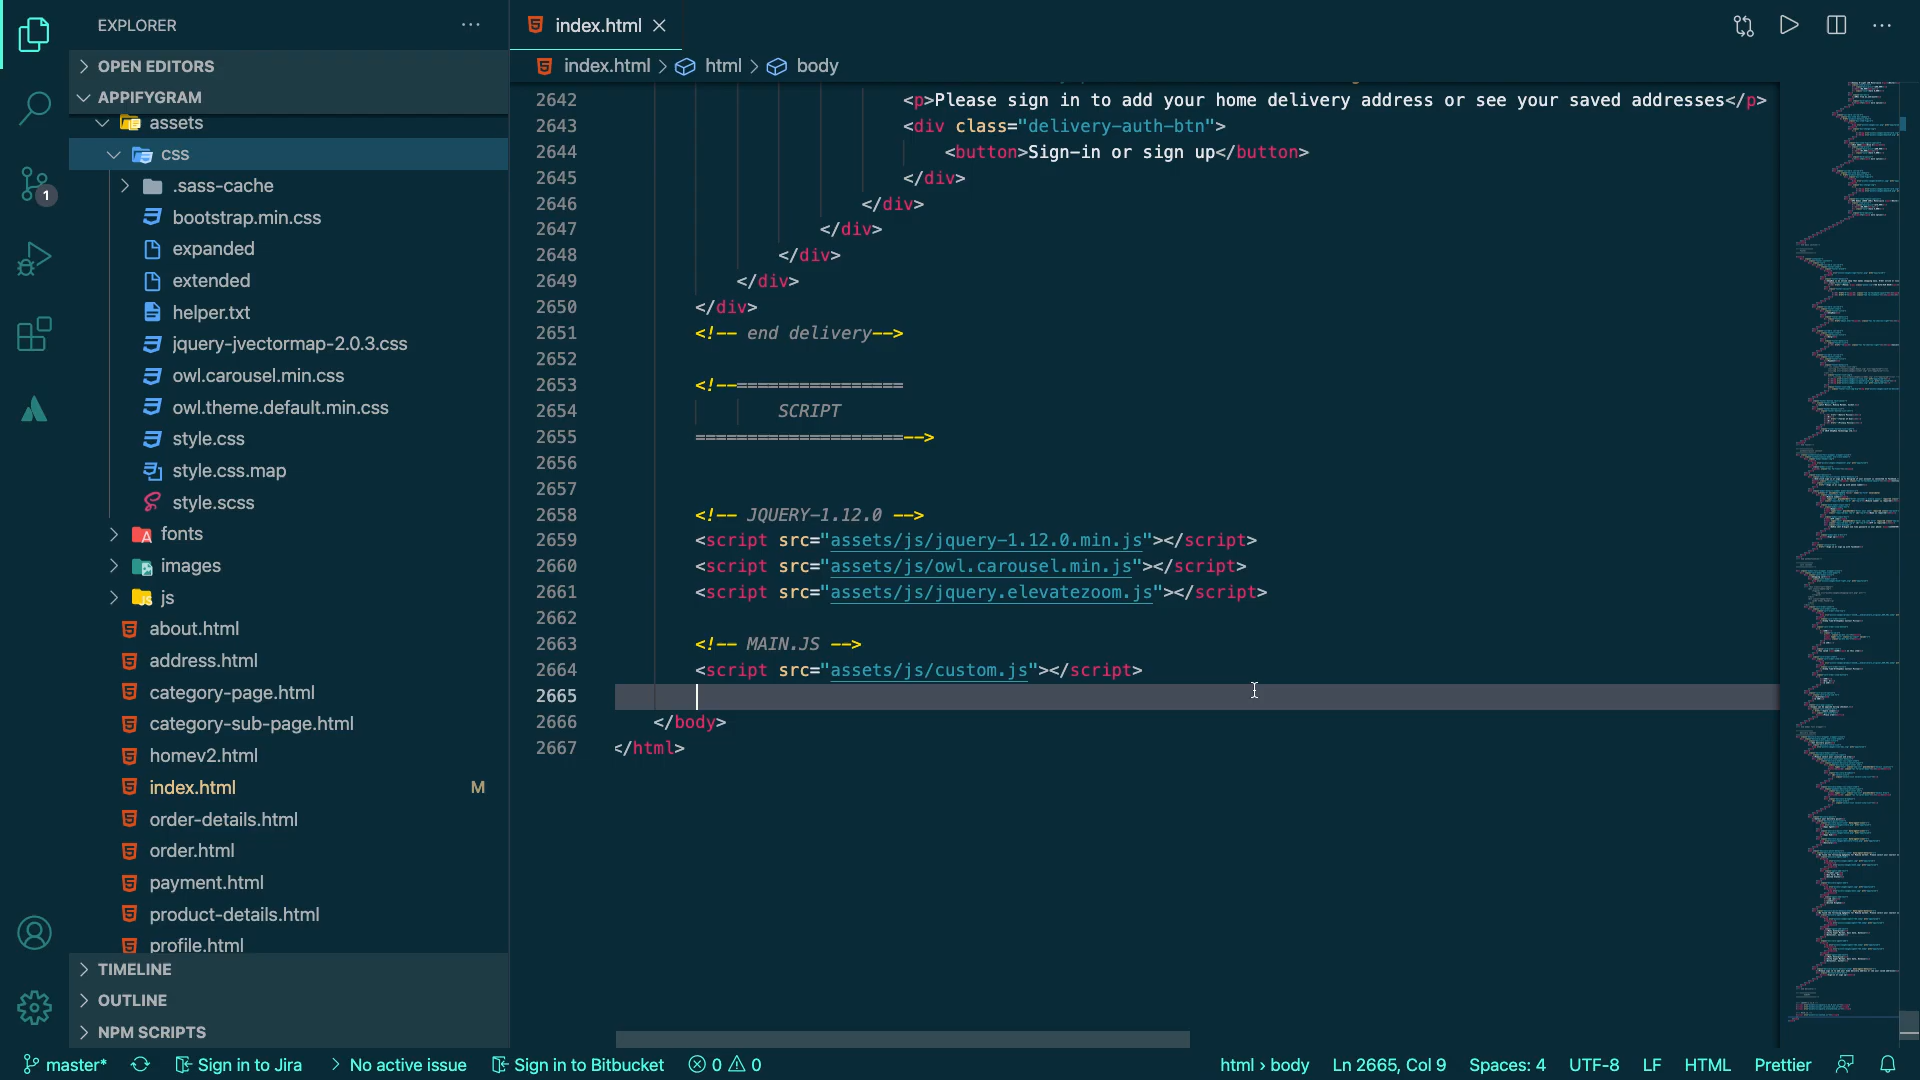 EXPLORER
OPEN EDITORS
APPIFYGRAM
assets
css
.sass-cache
bootstrap.min.css
expanded
extended
helper.txt
jquery-jvectormap-2.0.3.css
owl.carousel.min.css
owl.theme.default.min.css
style.css
style.css.map
style.scss
fonts
images
js
about.html
address.html
category-page.html
category-sub-page.html
homev2.html
index.html M
order-details.html
order.html
payment.html
product-details.html
profile.html
TIMELINE
OUTLINE
NPM SCRIPTS
1
index.html
index.html > html > body
2642 <p>Please sign in to add your home delivery address or see your saved addresses</p>
2643 <div class="delivery-auth-btn">
2644 <button>Sign-in or sign up</button>
2645 </div>
2646 </div>
2647 </div>
2648 </div>
2649 </div>
2650 </div>
2651 <!-- end delivery-->
2652
2653 <!--================
2654 SCRIPT
2655 ====================-->
2656
2657
2658 <!-- JQUERY-1.12.0 -->
2659 <script src="assets/js/jquery-1.12.0.min.js"></script>
2660 <script src="assets/js/owl.carousel.min.js"></script>
2661 <script src="assets/js/jquery.elevatezoom.js"></script>
2662
2663 <!-- MAIN.JS -->
2664 <script src="assets/js/custom.js"></script>
2665
2666 </body>
2667 </html>
master* Sign in to Jira No active issue Sign in to Bitbucket 0 0 html › body Ln 2665, Col 9 Spaces: 4 UTF-8 LF HTML Prettier